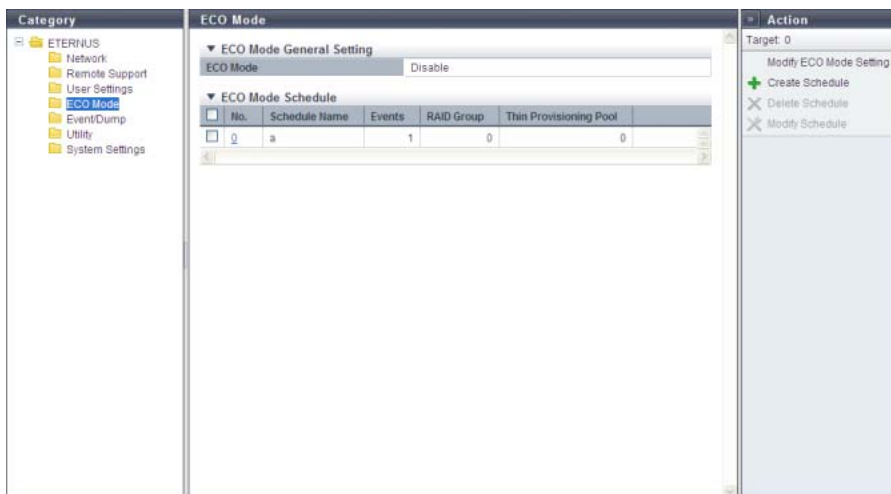 Category
ETERNUS
Network
Remote Support
User Settings
ECO Mode
Event/Dump
Utility
System Settings
ECO Mode
ECO Mode General Setting
ECO Mode Disable
ECO Mode Schedule
No. Schedule Name Events RAID Group Thin Provisioning Pool
0 a 1 0 0
» Action
Target: 0
Modify ECO Mode Setting
Create Schedule
Delete Schedule
Modify Schedule